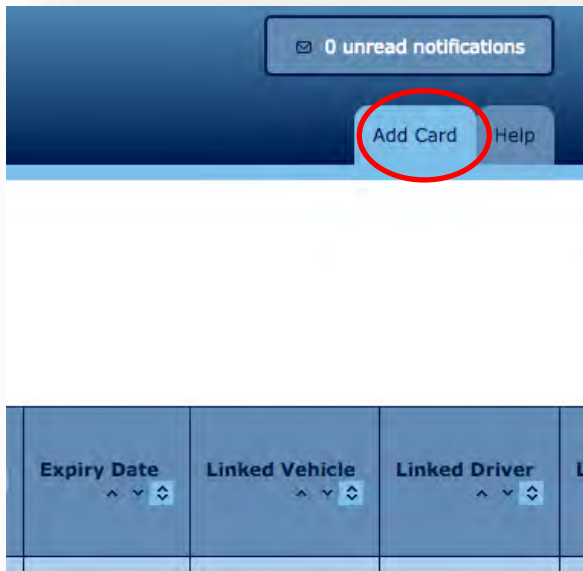 0 unread notifications
Add Card Help
Expiry Date Linked Vehicle Linked Driver